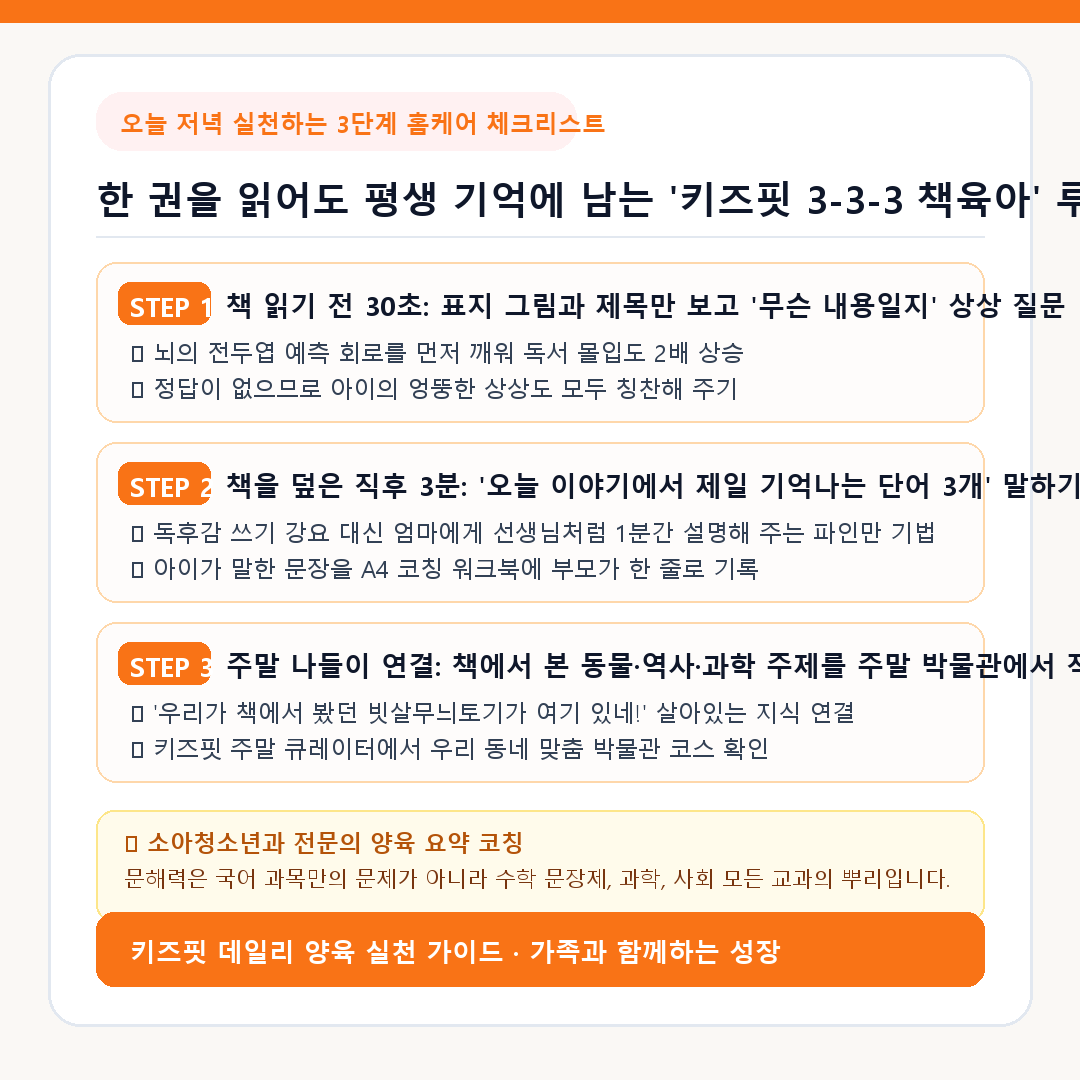 오늘 저녁 실천하는 3단계 홈케어 체크리스트
한 권을 읽어도 평생 기억에 남는 '키즈핏 3-3-3 책육아'
STEP 1 책 읽기 전 30초: 표지 그림과 제목만 보고 '무슨 내용일지' 상상 질문
뇌의 전두엽 예측 회로를 먼저 깨워 독서 몰입도 2배 상승
정답이 없으므로 아이의 엉뚱한 상상도 모두 칭찬해 주기
STEP 2 책을 덮은 직후 3분: '오늘 이야기에서 제일 기억나는 단어 3개' 말하기
독후감 쓰기 강요 대신 엄마에게 선생님처럼 1분간 설명해 주는 파인만 기법
아이가 말한 문장을 A4 코칭 워크북에 부모가 한 줄로 기록
STEP 3 주말 나들이 연결: 책에서 본 동물·역사·과학 주제를 주말 박물관에서
'우리가 책에서 봤던 빗살무늬토기가 여기 있네!' 살아있는 지식 연결
키즈핏 주말 큐레이터에서 우리 동네 맞춤 박물관 코스 확인
소아청소년과 전문의 양육 요약 코칭
문해력은 국어 과목만의 문제가 아니라 수학 문장제, 과학, 사회 모든 교과의 뿌리입니다.
키즈핏 데일리 양육 실천 가이드 · 가족과 함께하는 성장